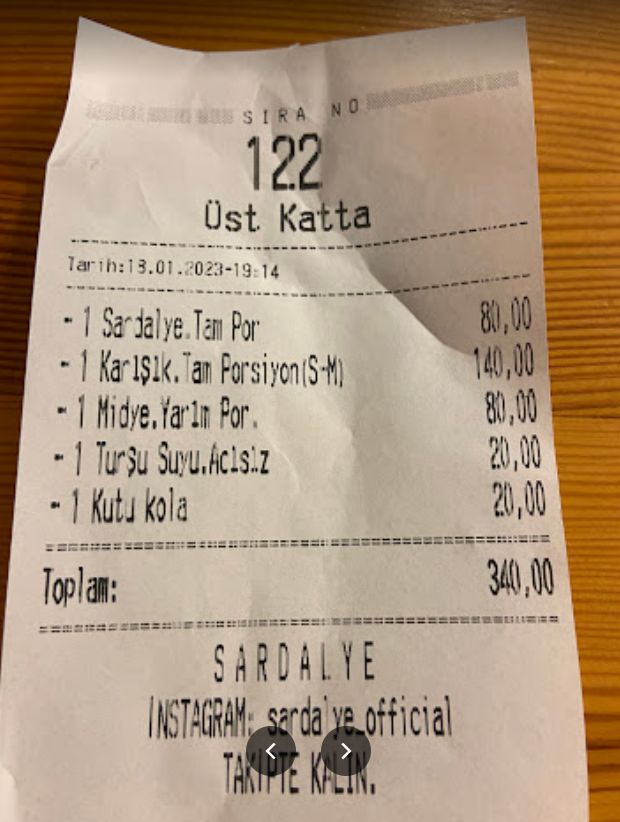 SIRA NO
122
Üst Katta
Tarih:18.01.2023-19:14
- 1 Sardalye.Tam Por 80,00
- 1 Karışık.Tam Porsiyon(S-M) 140,00
- 1 Midye.Yarım Por. 80,00
- 1 Turşu Suyu.Acısız 20,00
- 1 Kutu kola 20,00
Toplam: 340,00
SARDALYE
İNSTAGRAM: sardalye_official
TAKİPTE KALIN.